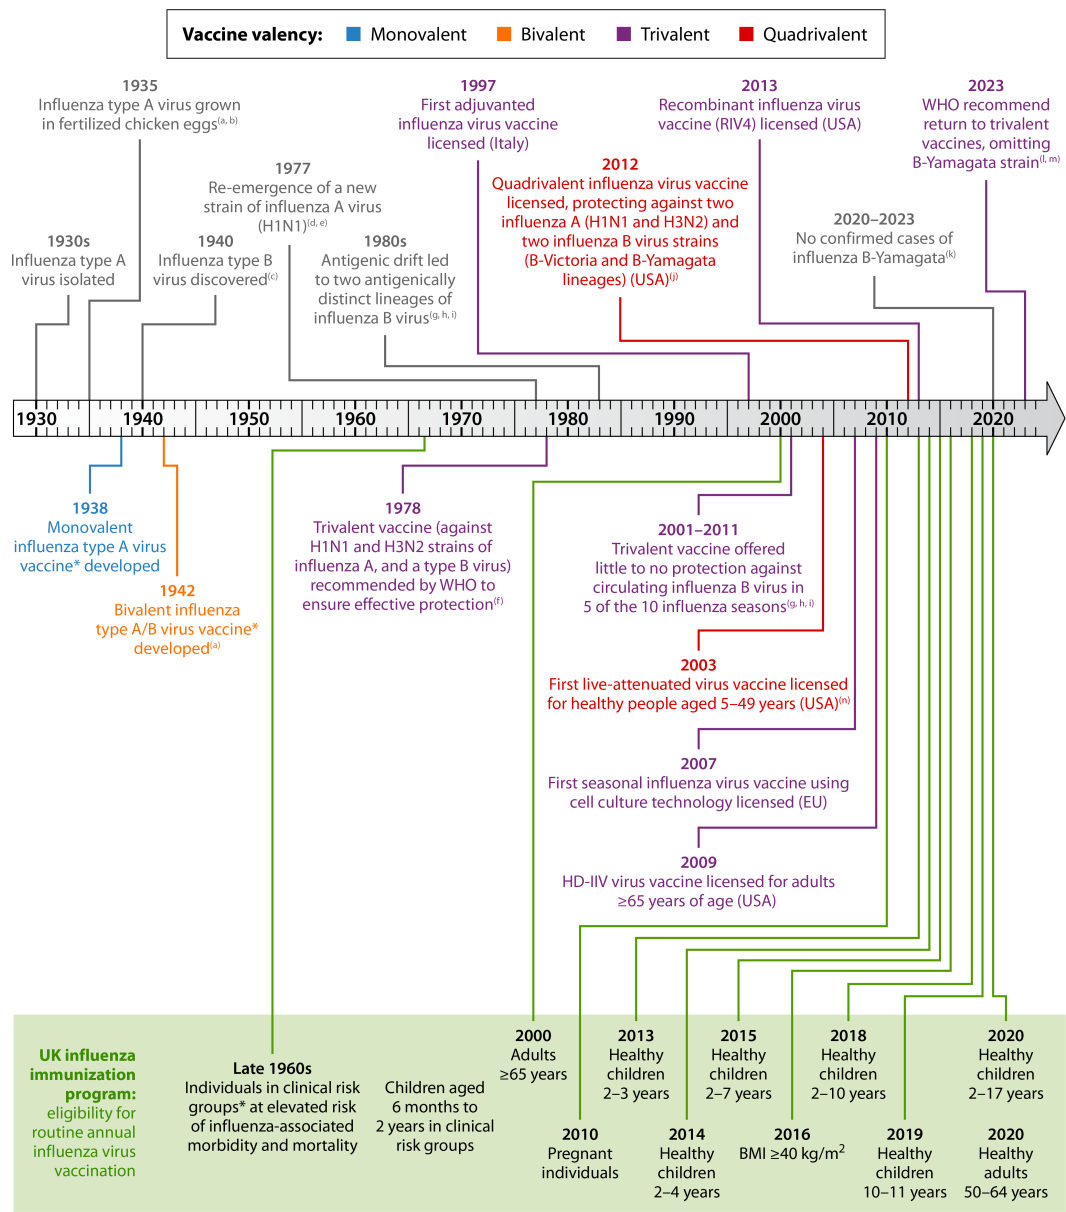 Vaccine valency: Monovalent Bivalent Trivalent Quadrivalent
1935
Influenza type A virus grown
in fertilized chicken eggs(a, b)
1997
First adjuvanted
influenza virus vaccine
licensed (Italy)
2013
Recombinant influenza virus
vaccine (RIV4) licensed (USA)
2023
WHO recommend
return to trivalent
vaccines, omitting
B-Yamagata strain(l, m)
1977
Re-emergence of a new
strain of influenza A virus
(H1N1)(d, e)
2012
Quadrivalent influenza virus vaccine
licensed, protecting against two
influenza A (H1N1 and H3N2) and
two influenza B virus strains
(B-Victoria and B-Yamagata
lineages) (USA)(j)
2020–2023
No confirmed cases of
influenza B-Yamagata(k)
1930s
Influenza type A
virus isolated
1940
Influenza type B
virus discovered(c)
1980s
Antigenic drift led
to two antigenically
distinct lineages of
influenza B virus(g, h, i)
1930 1940 1950 1960 1970 1980 1990 2000 2010 2020
1938
Monovalent
influenza type A virus
vaccine* developed
1942
Bivalent influenza
type A/B virus vaccine*
developed(a)
1978
Trivalent vaccine (against
H1N1 and H3N2 strains of
influenza A, and a type B virus)
recommended by WHO to
ensure effective protection(f)
2001–2011
Trivalent vaccine offered
little to no protection against
circulating influenza B virus in
5 of the 10 influenza seasons(g, h, i)
2003
First live-attenuated virus vaccine licensed
for healthy people aged 5–49 years (USA)(n)
2007
First seasonal influenza virus vaccine using
cell culture technology licensed (EU)
2009
HD-IIV virus vaccine licensed for adults
≥65 years of age (USA)
UK influenza
immunization
program:
eligibility for
routine annual
influenza virus
vaccination
Late 1960s
Individuals in clinical risk
groups* at elevated risk
of influenza-associated
morbidity and mortality
Children aged
6 months to
2 years in clinical
risk groups
2000
Adults
≥65 years
2010
Pregnant
individuals
2013
Healthy
children
2–3 years
2014
Healthy
children
2–4 years
2015
Healthy
children
2–7 years
2016
BMI ≥40 kg/m2
2018
Healthy
children
2–10 years
2019
Healthy
children
10–11 years
2020
Healthy
children
2–17 years
2020
Healthy
adults
50–64 years